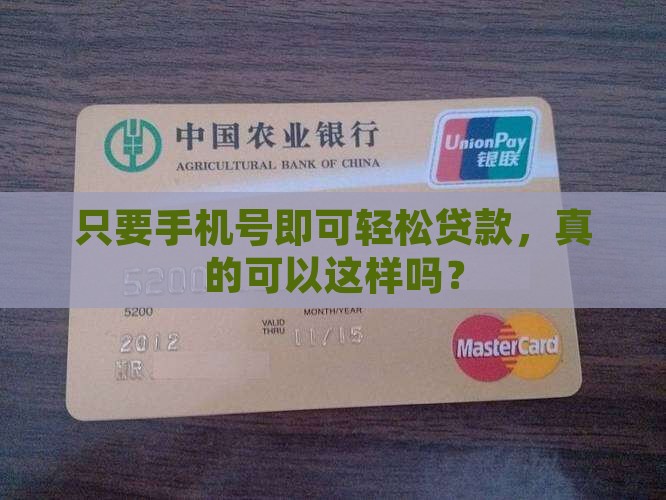 中国农业银行
AGRICULTURAL BANK OF CHINA
UnionPay
银联
只要手机号即可轻松贷款，真
的可以这样吗？
5200
5200
MONTH/YEAR
VALID
THRU
2012
11/15
MR.
MasterCard